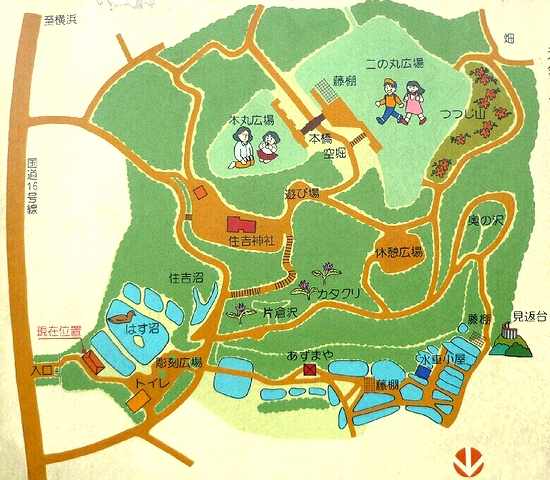 至横浜
畑
二の丸広場
藤棚
つつじ山
本丸広場
本橋
空堀
国道16号線
遊び場
奥の沢
住吉神社
休憩広場
住吉沼
カタクリ
片倉沢
はす沼
現在位置
藤棚
見返台
彫刻広場
あずまや
水車小屋
入口
トイレ
藤棚